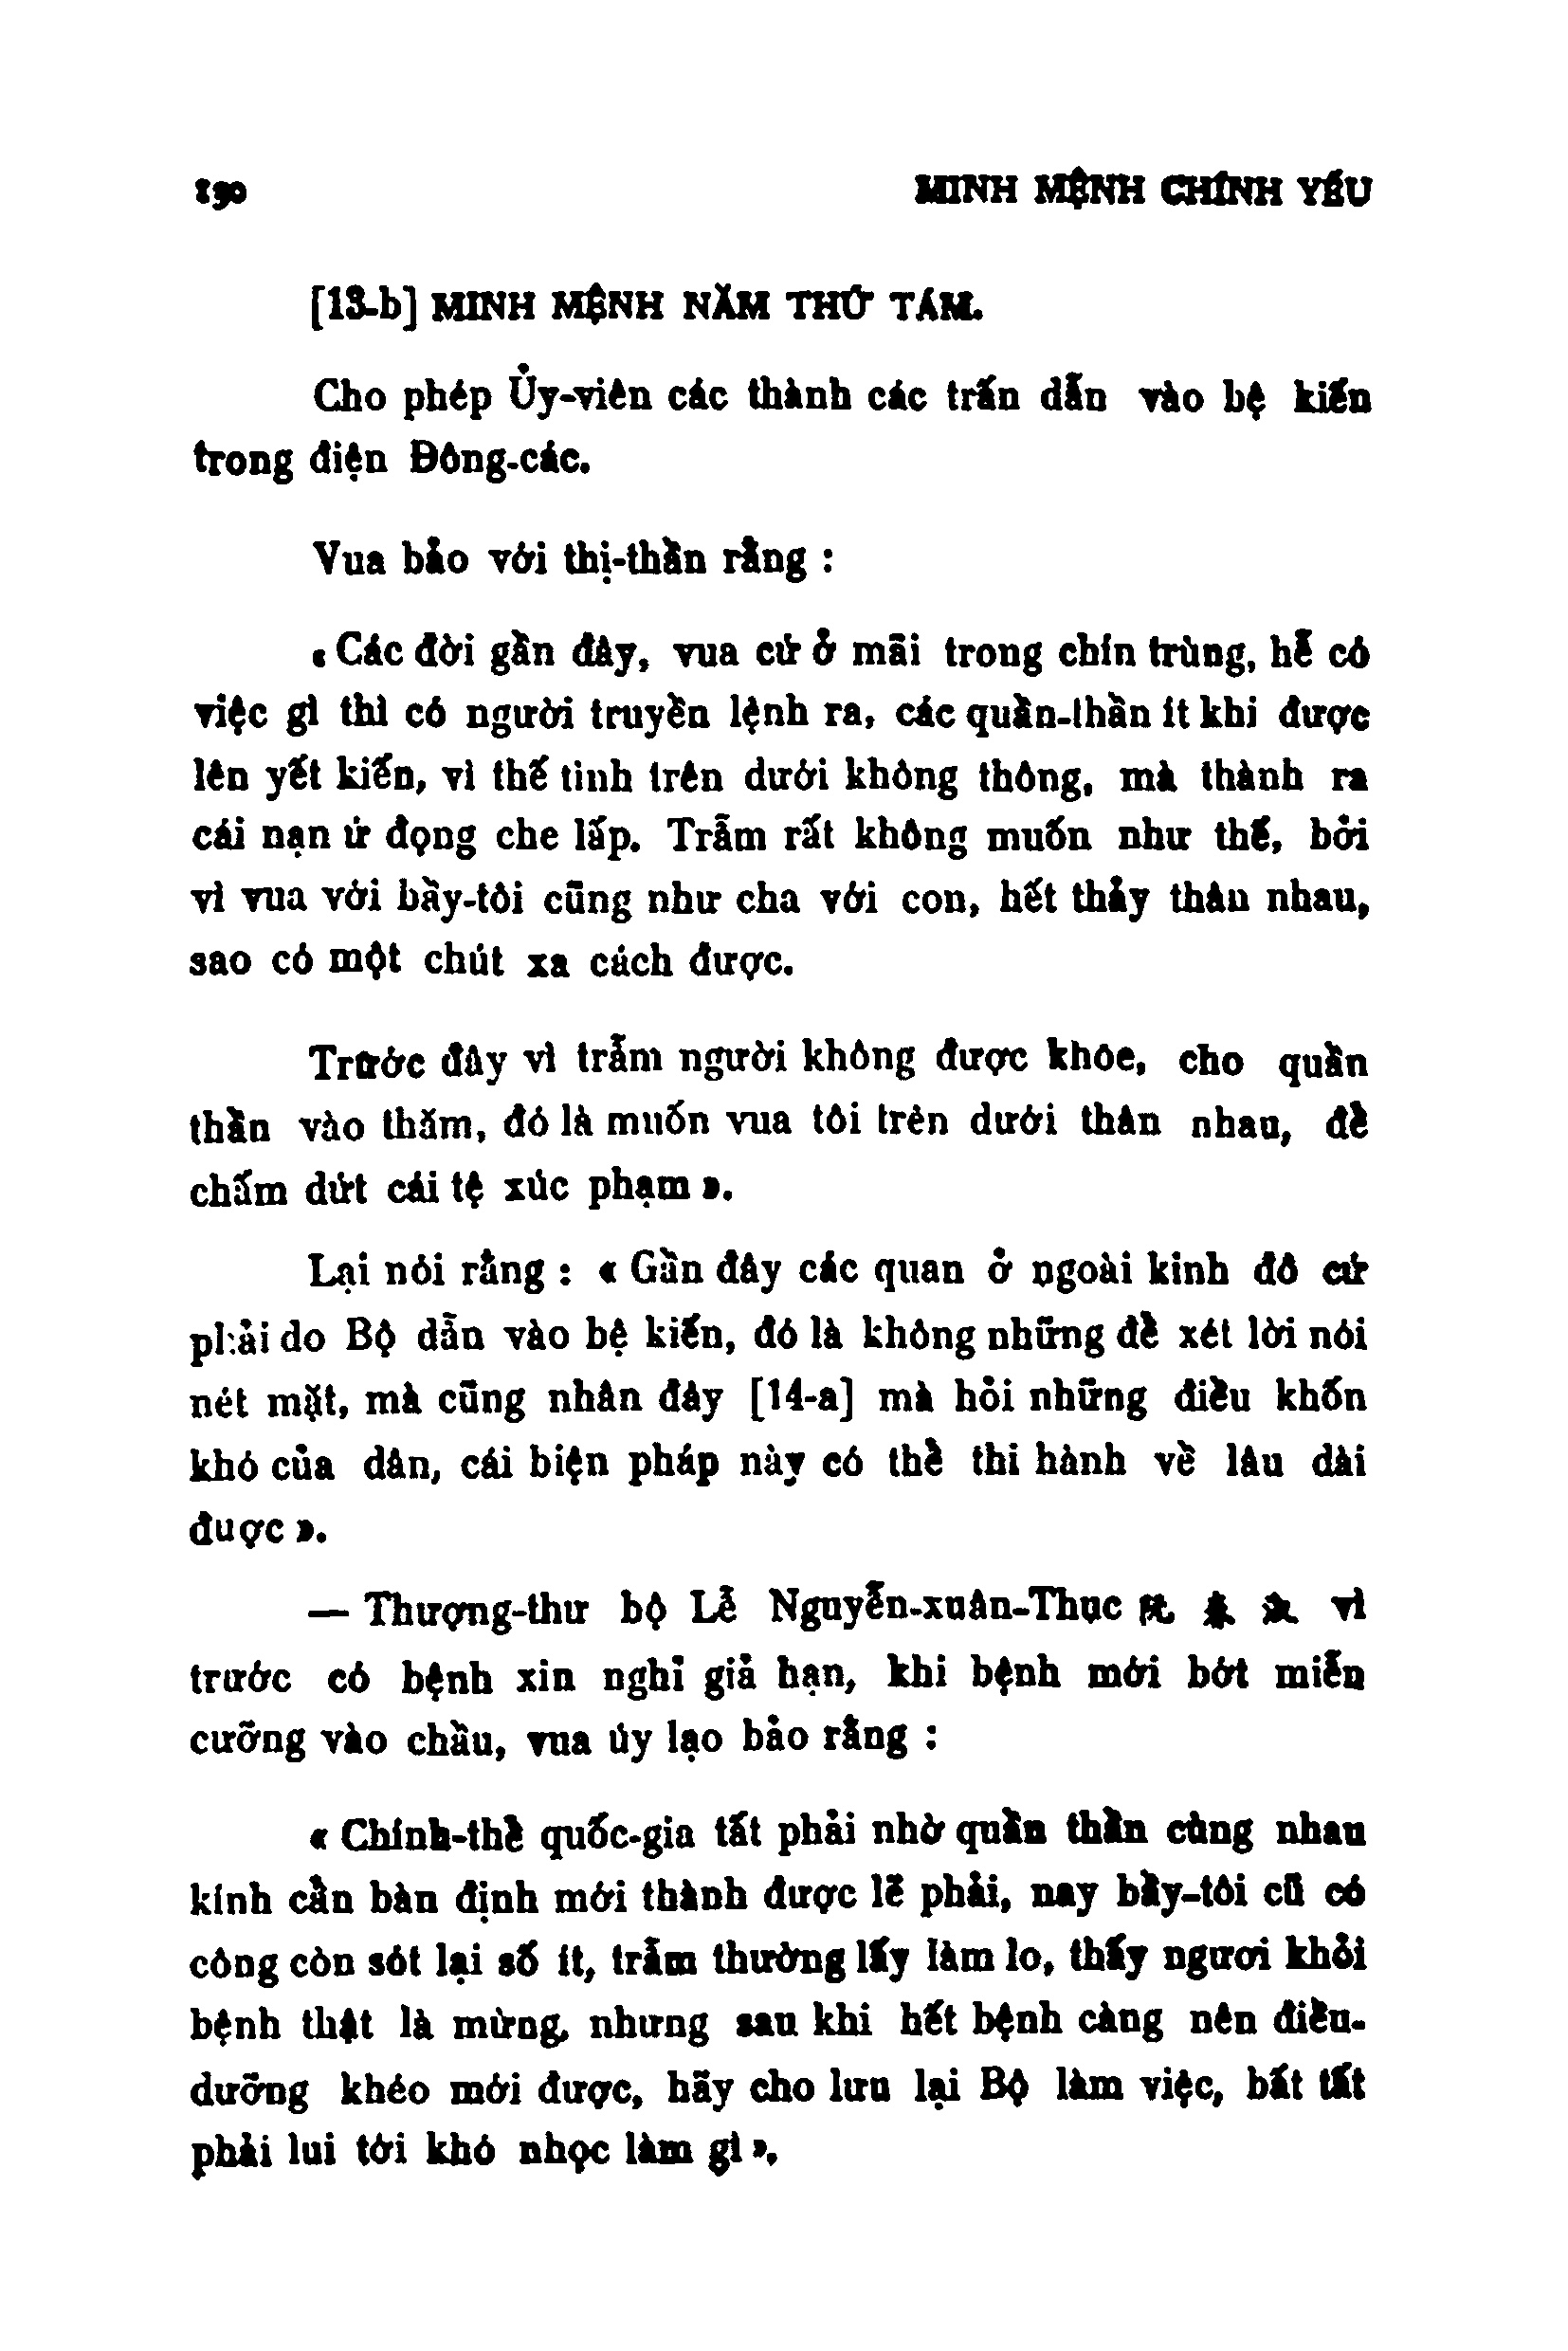 190 MINH MỆNH CHÍNH YẾU
[13-b] MINH MỆNH NĂM THỨ TÁM.
Cho phép Ủy-viên các thành các trấn dẫn vào bệ kiến
trong điện Đông-các.
Vua bảo với thị-thần rằng :
« Các đời gần đây, vua cứ ở mãi trong chín trùng, hễ có
việc gì thì có người truyền lệnh ra, các quần-thần ít khi được
lên yết kiến, vì thế tình trên dưới không thông, mà thành ra
cái nạn ứ đọng che lấp. Trẫm rất không muốn như thế, bởi
vì vua với bầy-tôi cũng như cha với con, hết thảy thân nhau,
sao có một chút xa cách được.
Trước đây vì trẫm người không được khỏe, cho quần
thần vào thăm, đó là muốn vua tôi trên dưới thân nhau, để
chấm dứt cái tệ xúc phạm ».
Lại nói rằng : « Gần đây các quan ở ngoài kinh đô cứ
phải do Bộ dẫn vào bệ kiến, đó là không những để xét lời nói
nét mặt, mà cũng nhân đấy [14-a] mà hỏi những điều khốn
khó của dân, cái biện pháp này có thể thi hành về lâu dài
đuợc ».
— Thượng-thư bộ Lễ Nguyễn-xuân-Thục vì
trước có bệnh xin nghỉ giả hạn, khi bệnh mới bớt miễn
cưỡng vào chầu, vua úy lạo bảo rằng :
« Chính-thể quốc-gia tất phải nhờ quần thần cùng nhau
kính cẩn bàn định mới thành được lẽ phải, nay bầy-tôi cũ có
công còn sót lại số ít, trẫm thường lấy làm lo, thấy ngươi khỏi
bệnh thật là mừng, nhưng sau khi hết bệnh càng nên điều-
dưỡng khéo mới được, hãy cho lưu lại Bộ làm việc, bất tất
phải lui tới khó nhọc làm gì ».